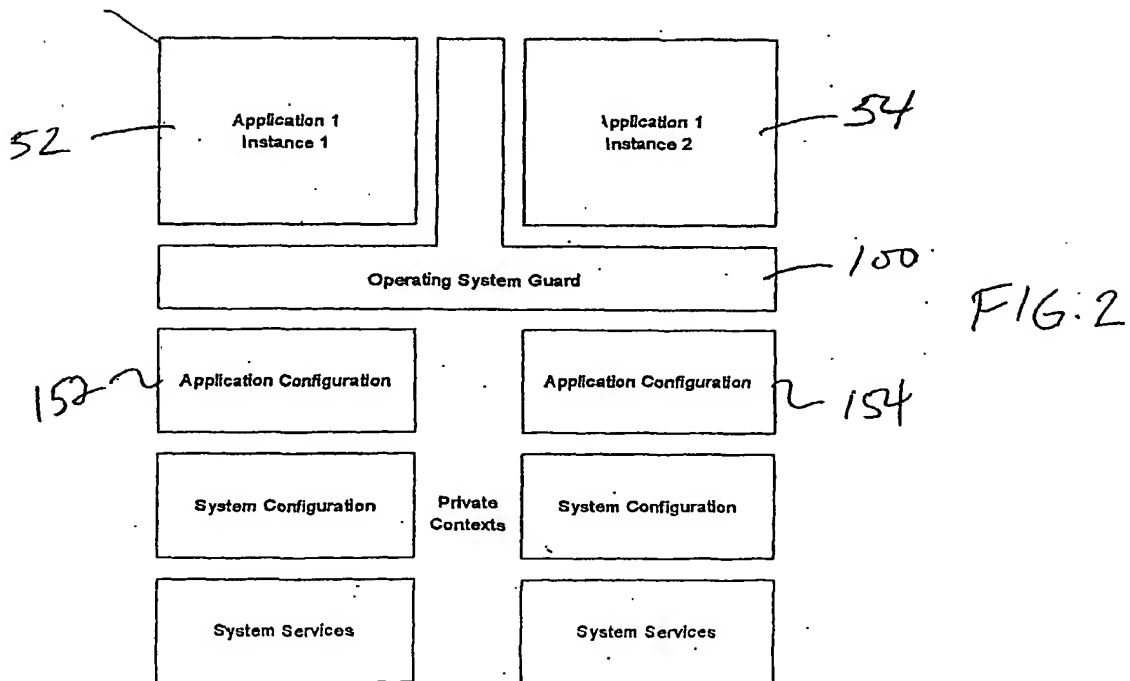 Application 1
Instance 1
Application 1
Instance 2
52
54
Operating System Guard
100
FIG. 2
Application Configuration
Application Configuration
152
154
System Configuration
Private
Contexts
System Configuration
System Services
System Services